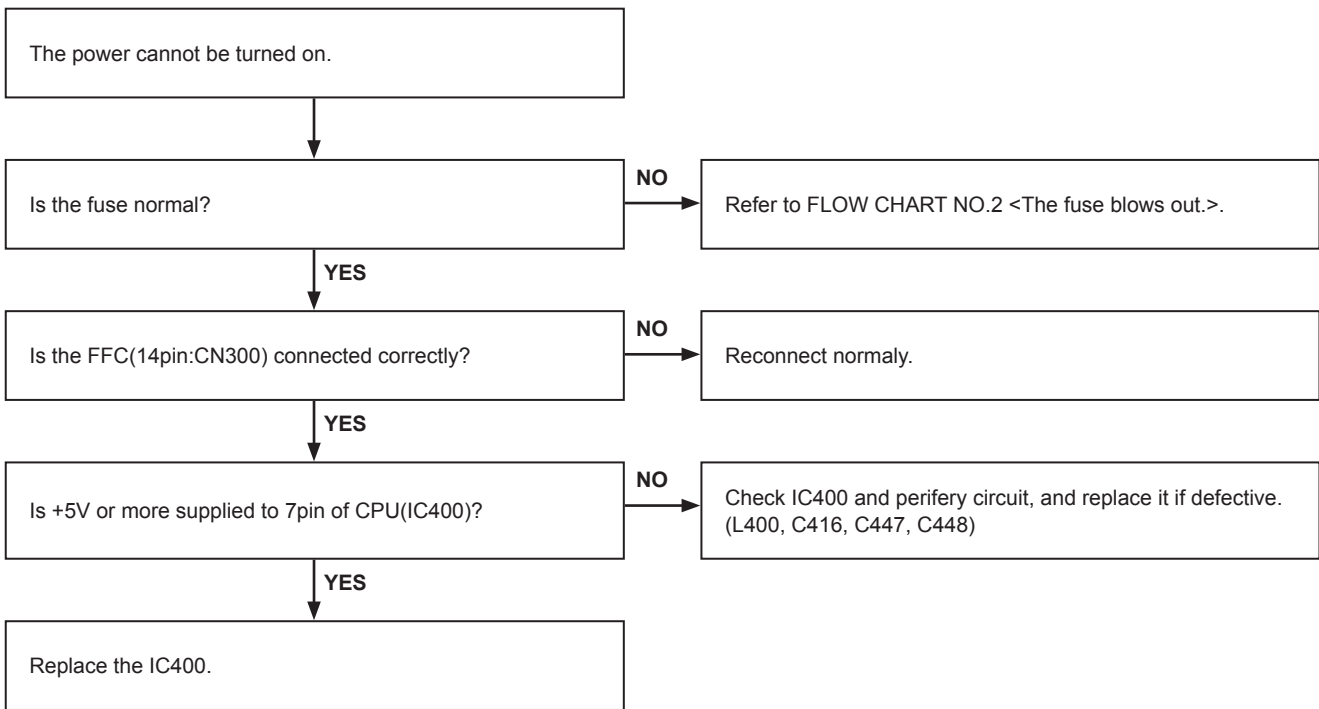 The power cannot be turned on.
Is the fuse normal?
NO
Refer to FLOW CHART NO.2 <The fuse blows out.>.
YES
Is the FFC(14pin:CN300) connected correctly?
NO
Reconnect normaly.
YES
Is +5V or more supplied to 7pin of CPU(IC400)?
NO
Check IC400 and perifery circuit, and replace it if defective.
(L400, C416, C447, C448)
YES
Replace the IC400.